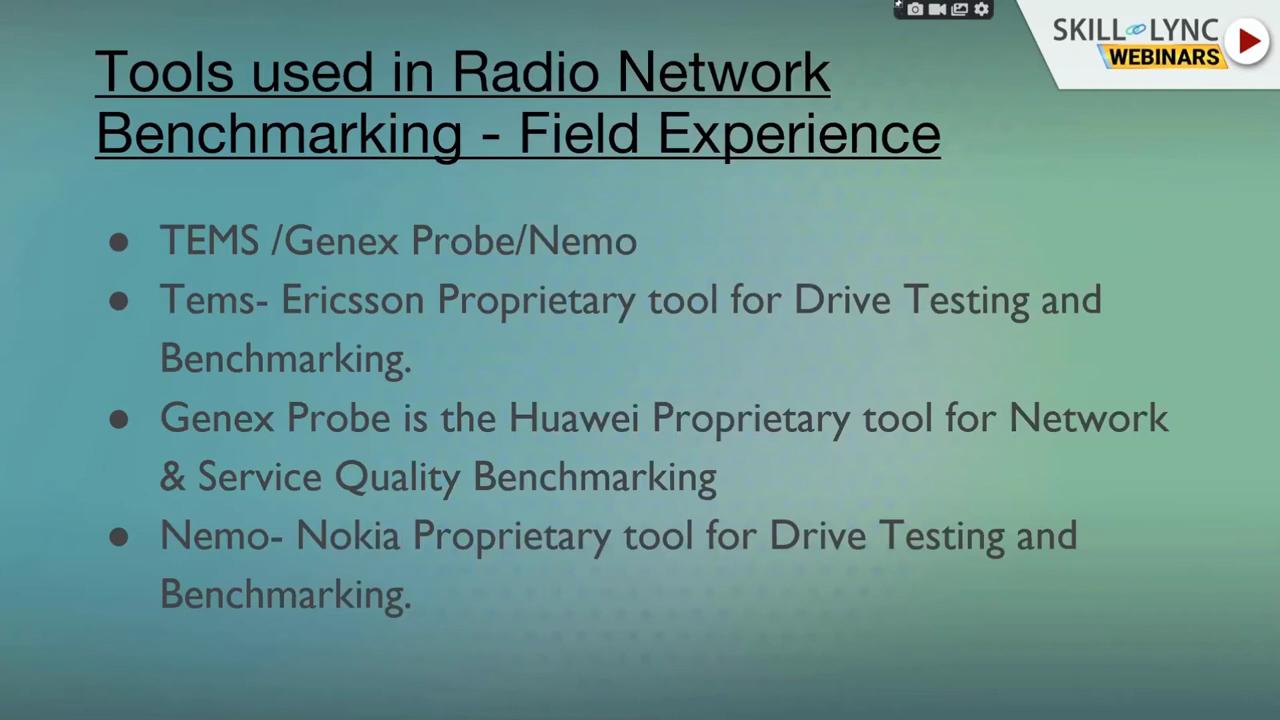 SKILL LYNC
WEBINARS
Tools used in Radio Network
Benchmarking - Field Experience
● TEMS /Genex Probe/Nemo
● Tems- Ericsson Proprietary tool for Drive Testing and
Benchmarking.
● Genex Probe is the Huawei Proprietary tool for Network
& Service Quality Benchmarking
● Nemo- Nokia Proprietary tool for Drive Testing and
Benchmarking.